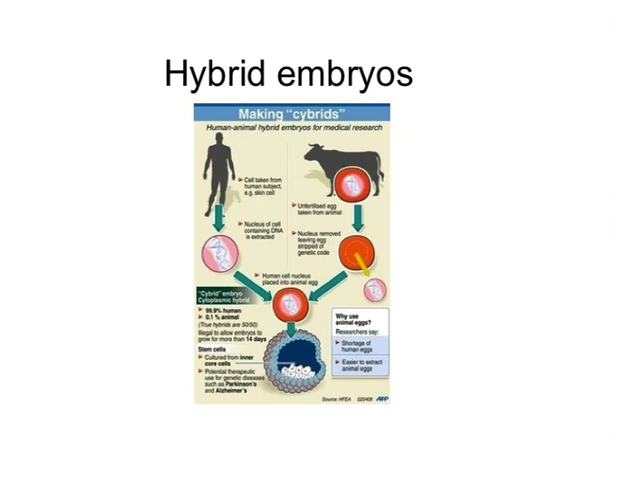 Hybrid embryos
Making "cybrids"
Human-animal hybrid embryos for medical research
Cell taken from
human subject,
e.g. skin cell
Unfertilised egg
taken from animal
Nucleus of cell
containing DNA
is extracted
Nucleus removed
leaving egg
stripped of
genetic code
Human cell nucleus
placed into animal egg
"Cybrid" embryo
Cytoplasmic hybrid
99.9% human
0.1 % animal
(True hybrids are 50/50)
Illegal to allow embryos to
grow for more than 14 days
Stem cells
Cultured from inner
core cells
Potential therapeutic
use for genetic diseases
such as Parkinson's
and Alzheimer's
Why use
animal eggs?
Researchers say:
Shortage of
human eggs
Easier to extract
animal eggs
Source: HFEA 020408 AFP